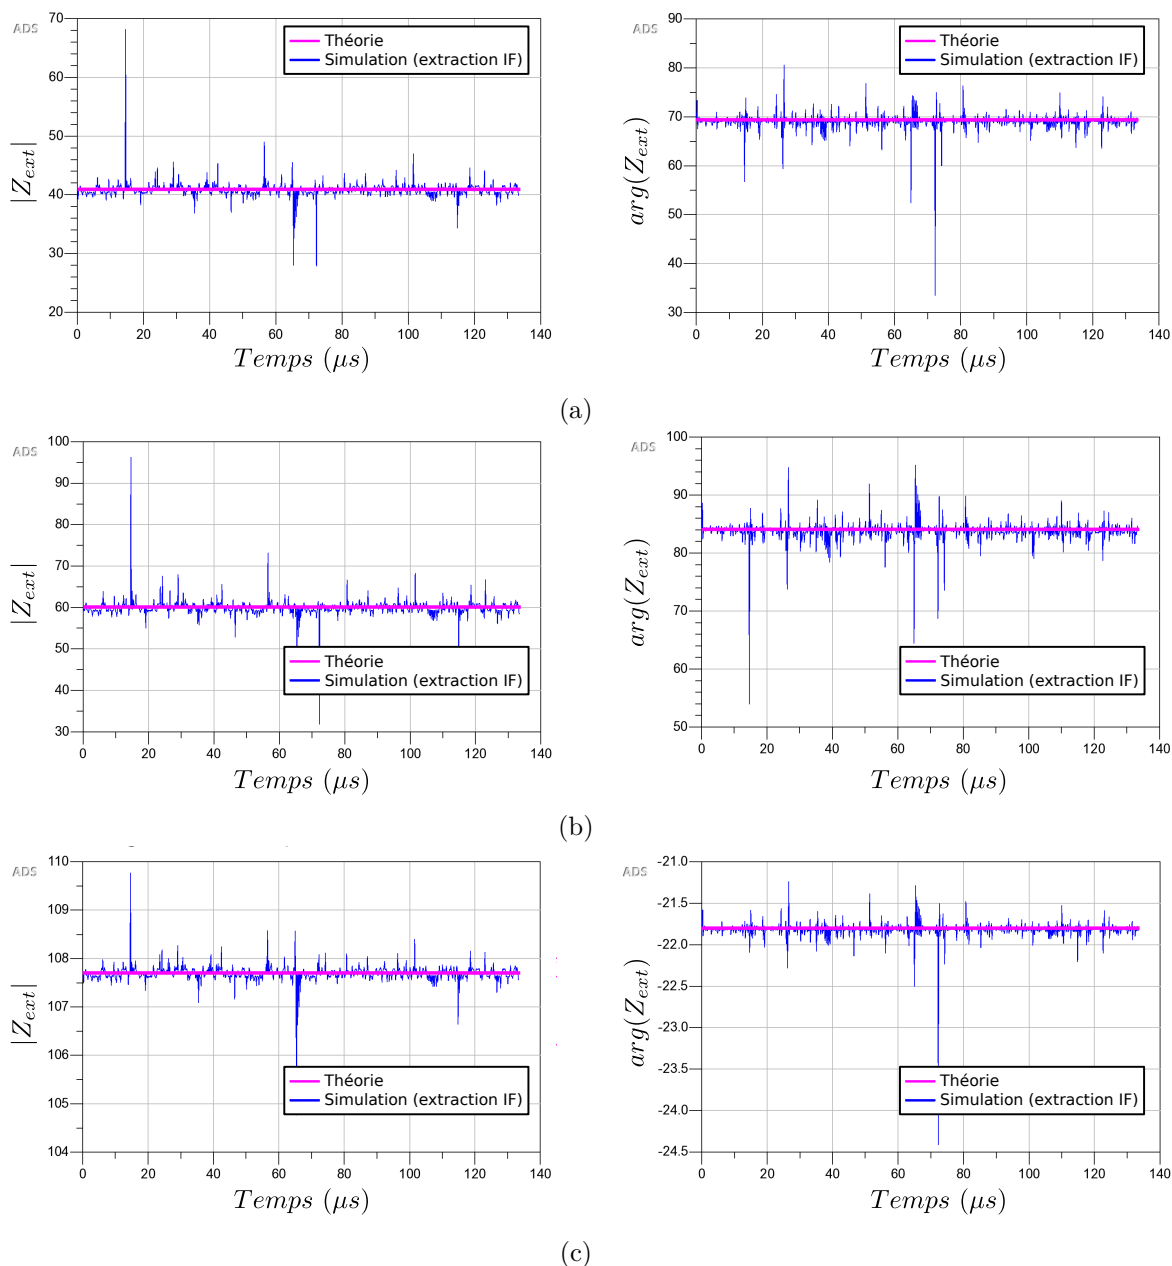 ADS
|Z_ext|
70
60
50
40
30
20
0 20 40 60 80 100 120 140
Temps (μs)
Théorie
Simulation (extraction IF)
ADS
arg(Z_ext)
90
80
70
60
50
40
30
0 20 40 60 80 100 120 140
Temps (μs)
Théorie
Simulation (extraction IF)
(a)
ADS
|Z_ext|
100
90
80
70
60
50
40
30
0 20 40 60 80 100 120 140
Temps (μs)
Théorie
Simulation (extraction IF)
ADS
arg(Z_ext)
100
90
80
70
60
50
0 20 40 60 80 100 120 140
Temps (μs)
Théorie
Simulation (extraction IF)
(b)
ADS
|Z_ext|
110
109
108
107
106
105
104
0 20 40 60 80 100 120 140
Temps (μs)
Théorie
Simulation (extraction IF)
ADS
arg(Z_ext)
-21.0
-21.5
-22.0
-22.5
-23.0
-23.5
-24.0
-24.5
0 20 40 60 80 100 120 140
Temps (μs)
Théorie
Simulation (extraction IF)
(c)